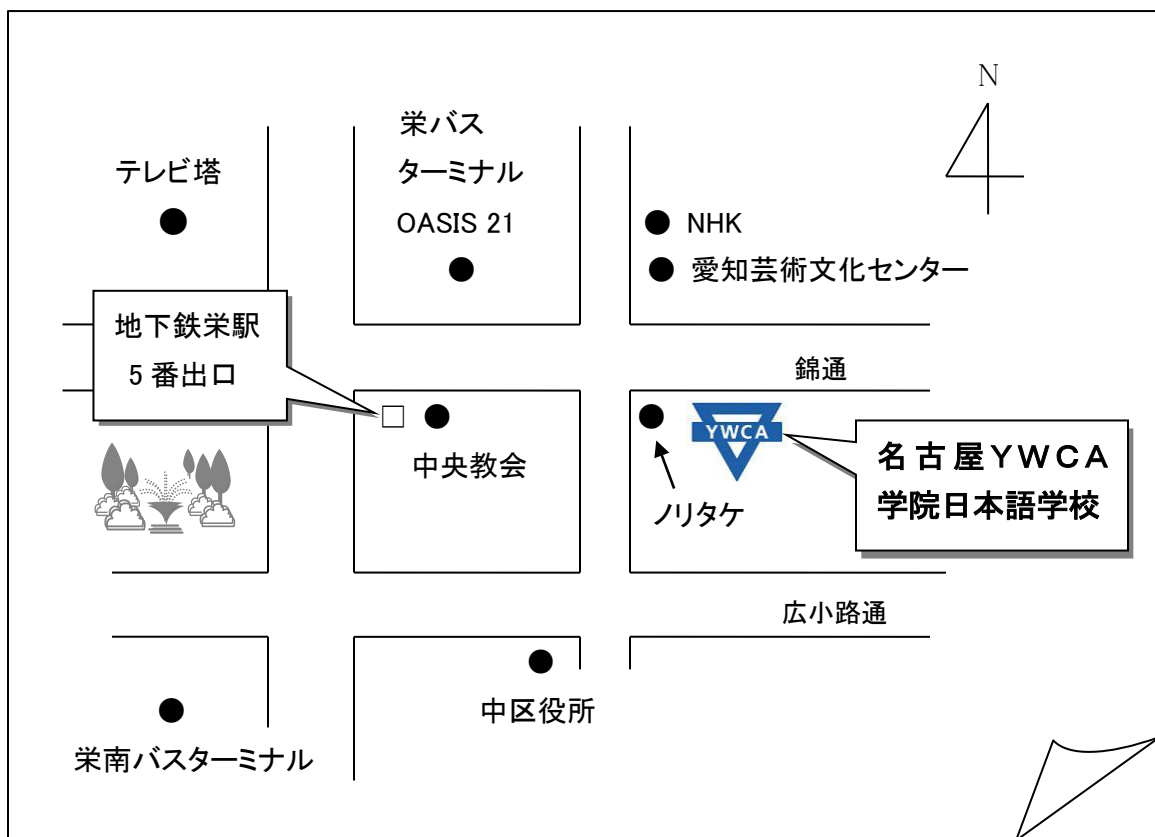 N
栄バス
ターミナル
OASIS 21
テレビ塔
NHK
愛知芸術文化センター
地下鉄栄駅
5番出口
錦通
中央教会
ノリタケ
YWCA
名古屋YWCA
学院日本語学校
広小路通
中区役所
栄南バスターミナル